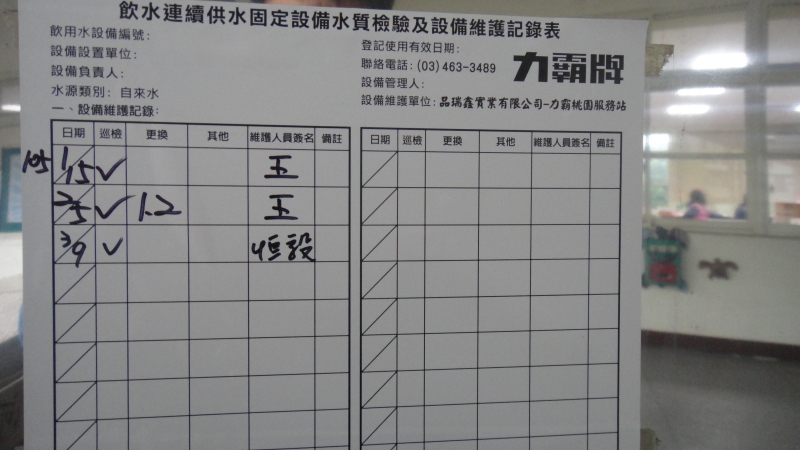 飲水連續供水固定設備水質檢驗及設備維護記錄表
飲用水設備編號:
設備設置單位:
設備負責人:
水源類別: 自來水
登記使用有效日期:
聯絡電話: (03) 463-3489
設備管理人:
設備維護單位: 品瑞鑫實業有限公司-力霸桃園服務站
力霸牌
一、設備維護記錄:
日期 巡檢 更換 其他 維護人員簽名 備註
105 1/15 ✓ 玉
2/5 ✓ 1.2 玉
3/9 ✓ 恒設
日期 巡檢 更換 其他 維護人員簽名 備註